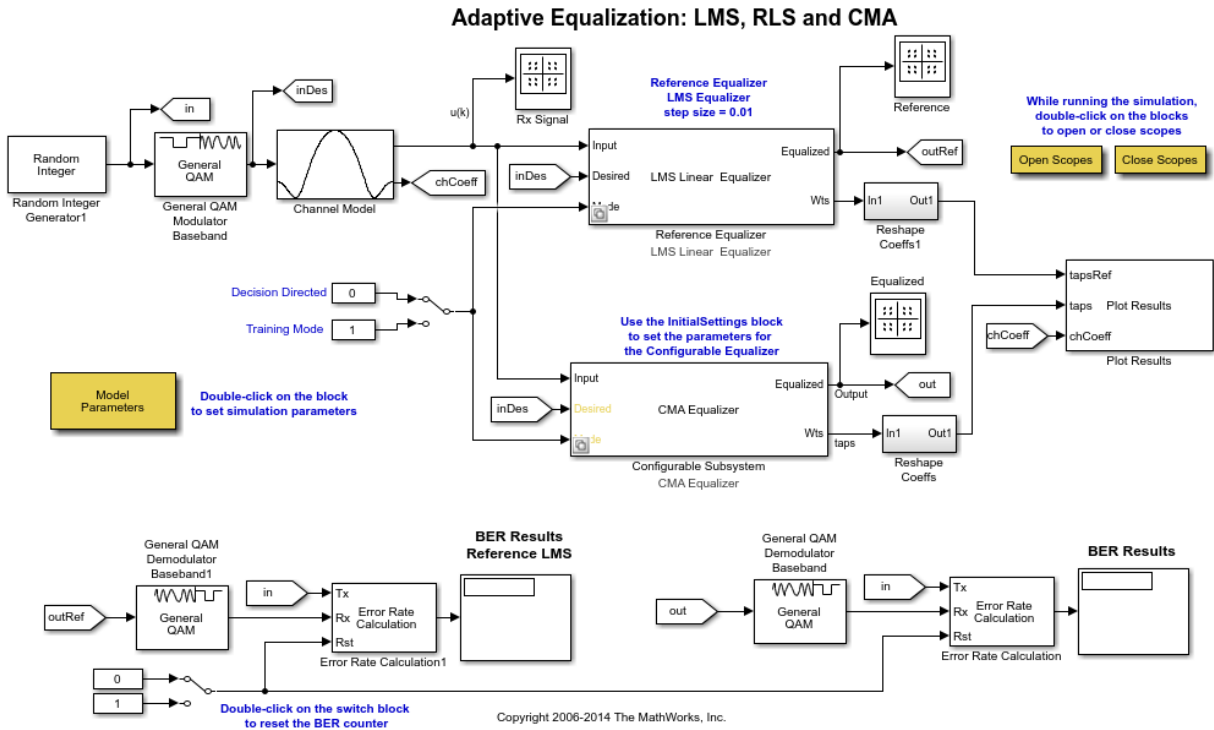 Adaptive Equalization: LMS, RLS and CMA
in
inDes
u(k)
Rx Signal
Reference Equalizer
LMS Equalizer
step size = 0.01
Reference
While running the simulation,
double-click on the blocks
to open or close scopes
Open Scopes
Close Scopes
Random
Integer
Random Integer
Generator1
General
QAM
General QAM
Modulator
Baseband
Channel Model
chCoeff
inDes
Input
Desired
LMS Linear Equalizer
Equalized
Wts
outRef
Reference Equalizer
LMS Linear Equalizer
In1
Out1
Reshape
Coeffs1
Decision Directed
0
Training Mode
1
Equalized
tapsRef
taps
chCoeff
Plot Results
chCoeff
Plot Results
Use the InitialSettings block
to set the parameters for
the Configurable Equalizer
Model
Parameters
Double-click on the block
to set simulation parameters
inDes
Input
Desired
CMA Equalizer
Equalized
Wts
Output
out
taps
In1
Out1
Reshape
Coeffs
Configurable Subsystem
CMA Equalizer
General QAM
Demodulator
Baseband1
BER Results
Reference LMS
outRef
General
QAM
in
Tx
Rx
Rst
Error Rate
Calculation
Error Rate Calculation1
General QAM
Demodulator
Baseband
BER Results
out
General
QAM
in
Tx
Rx
Rst
Error Rate
Calculation
Error Rate Calculation
0
1
Double-click on the switch block
to reset the BER counter
Copyright 2006-2014 The MathWorks, Inc.